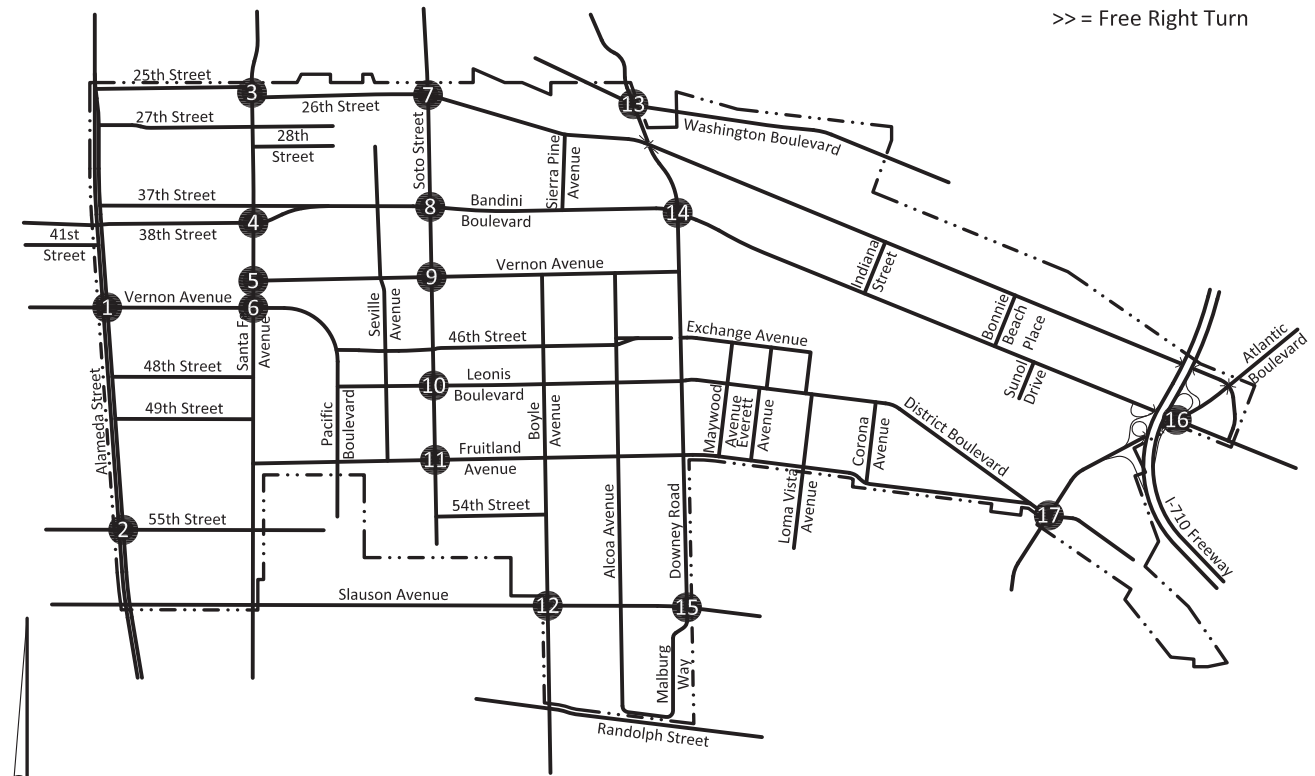 >> = Free Right Turn
25th Street
3
26th Street
7
13
27th Street
28th
Street
Washington Boulevard
Soto Street
Sierra Pine
Avenue
37th Street
8
Bandini
Boulevard
14
4
38th Street
41st
Street
5
9
Vernon Avenue
Indiana
Street
1
Vernon Avenue
6
Santa F
Avenue
Seville
Avenue
Bonnie
Beach
Place
Atlantic
Boulevard
46th Street
Exchange Avenue
48th Street
10
Leonis
Boulevard
Sunol
Drive
49th Street
Alameda Street
Pacific
Boulevard
Boyle
Avenue
Maywood
Avenue
Everett
Avenue
Corona
Avenue
District Boulevard
16
11
Fruitland
Avenue
54th Street
Alcoa Avenue
Downey Road
Loma Vista
Avenue
17
I-710 Freeway
2
55th Street
Slauson Avenue
12
15
Malburg
Way
Randolph Street